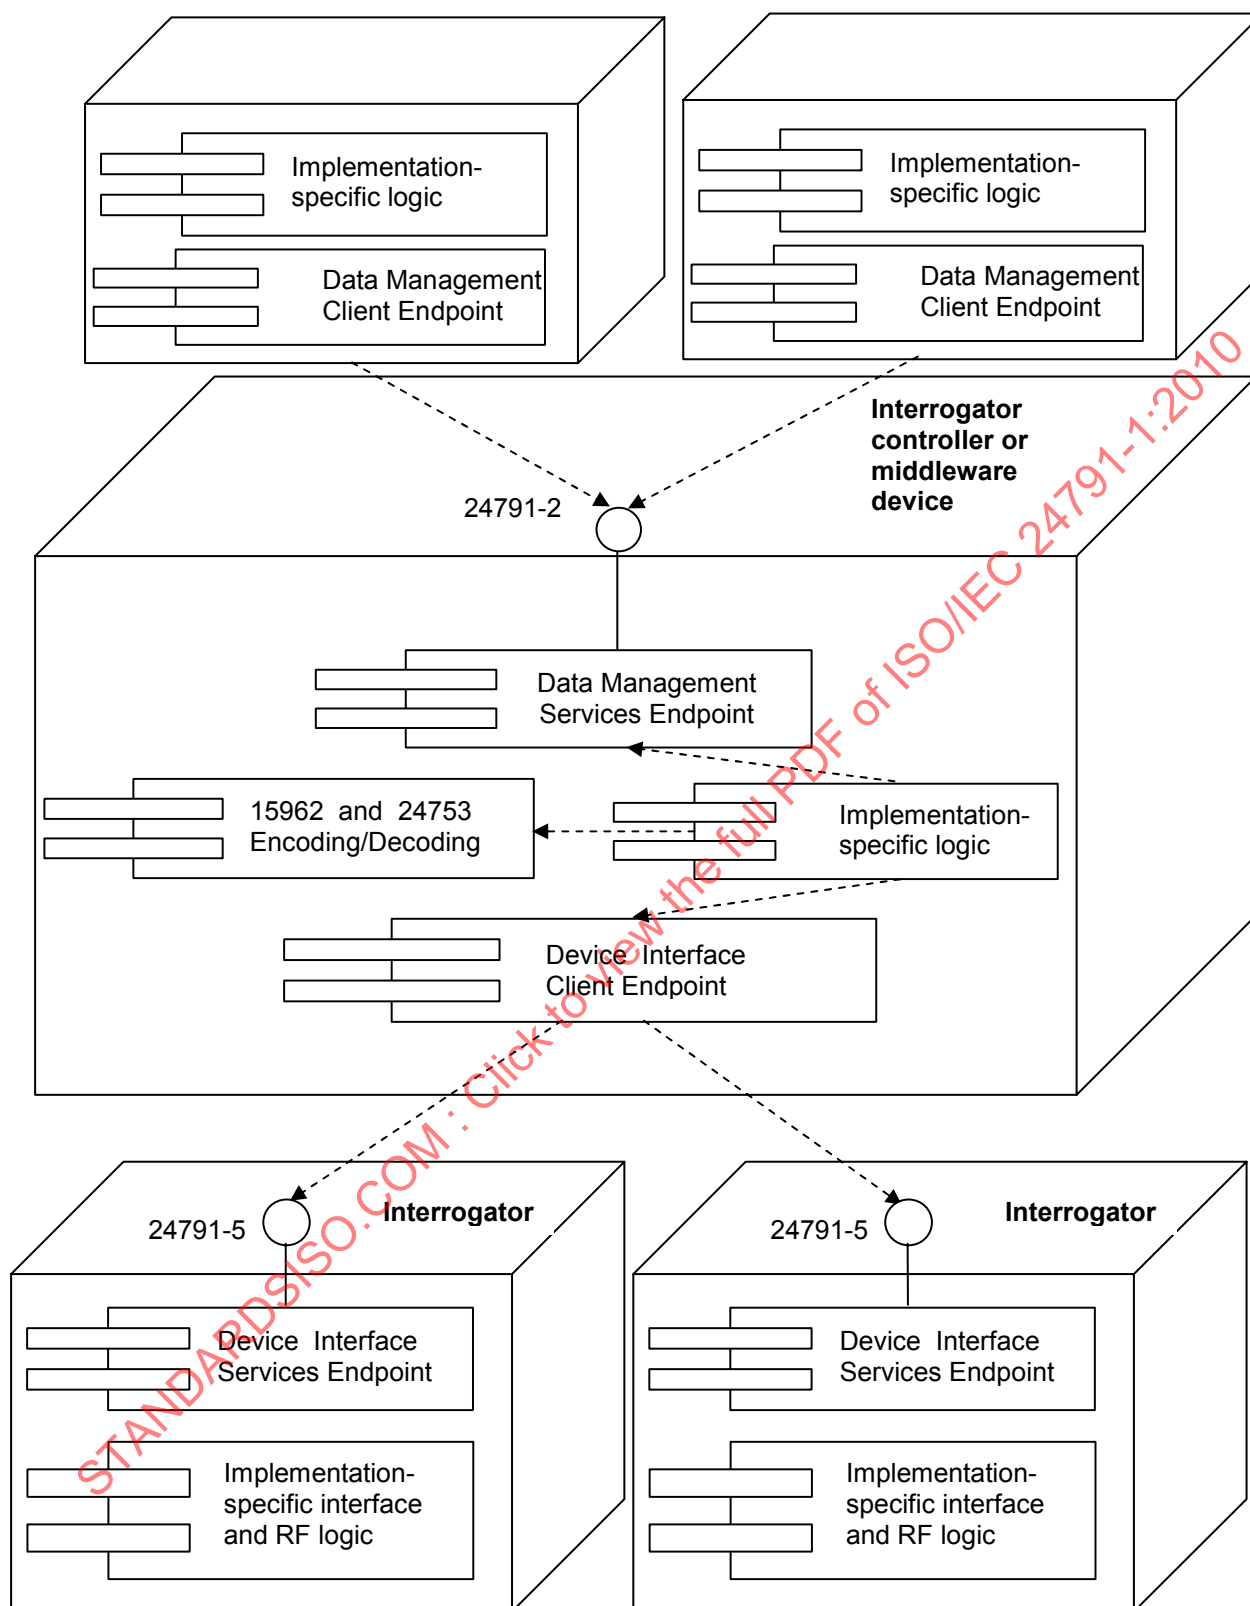 Implementation-
specific logic
Data Management
Client Endpoint
Implementation-
specific logic
Data Management
Client Endpoint
Interrogator
controller or
middleware
device
24791-2
Data Management
Services Endpoint
15962 and 24753
Encoding/Decoding
Implementation-
specific logic
Device Interface
Client Endpoint
24791-5
Interrogator
Device Interface
Services Endpoint
Implementation-
specific interface
and RF logic
24791-5
Interrogator
Device Interface
Services Endpoint
Implementation-
specific interface
and RF logic
STANDARDSISO.COM : Click to view the full PDF of ISO/IEC 24791-1:2010